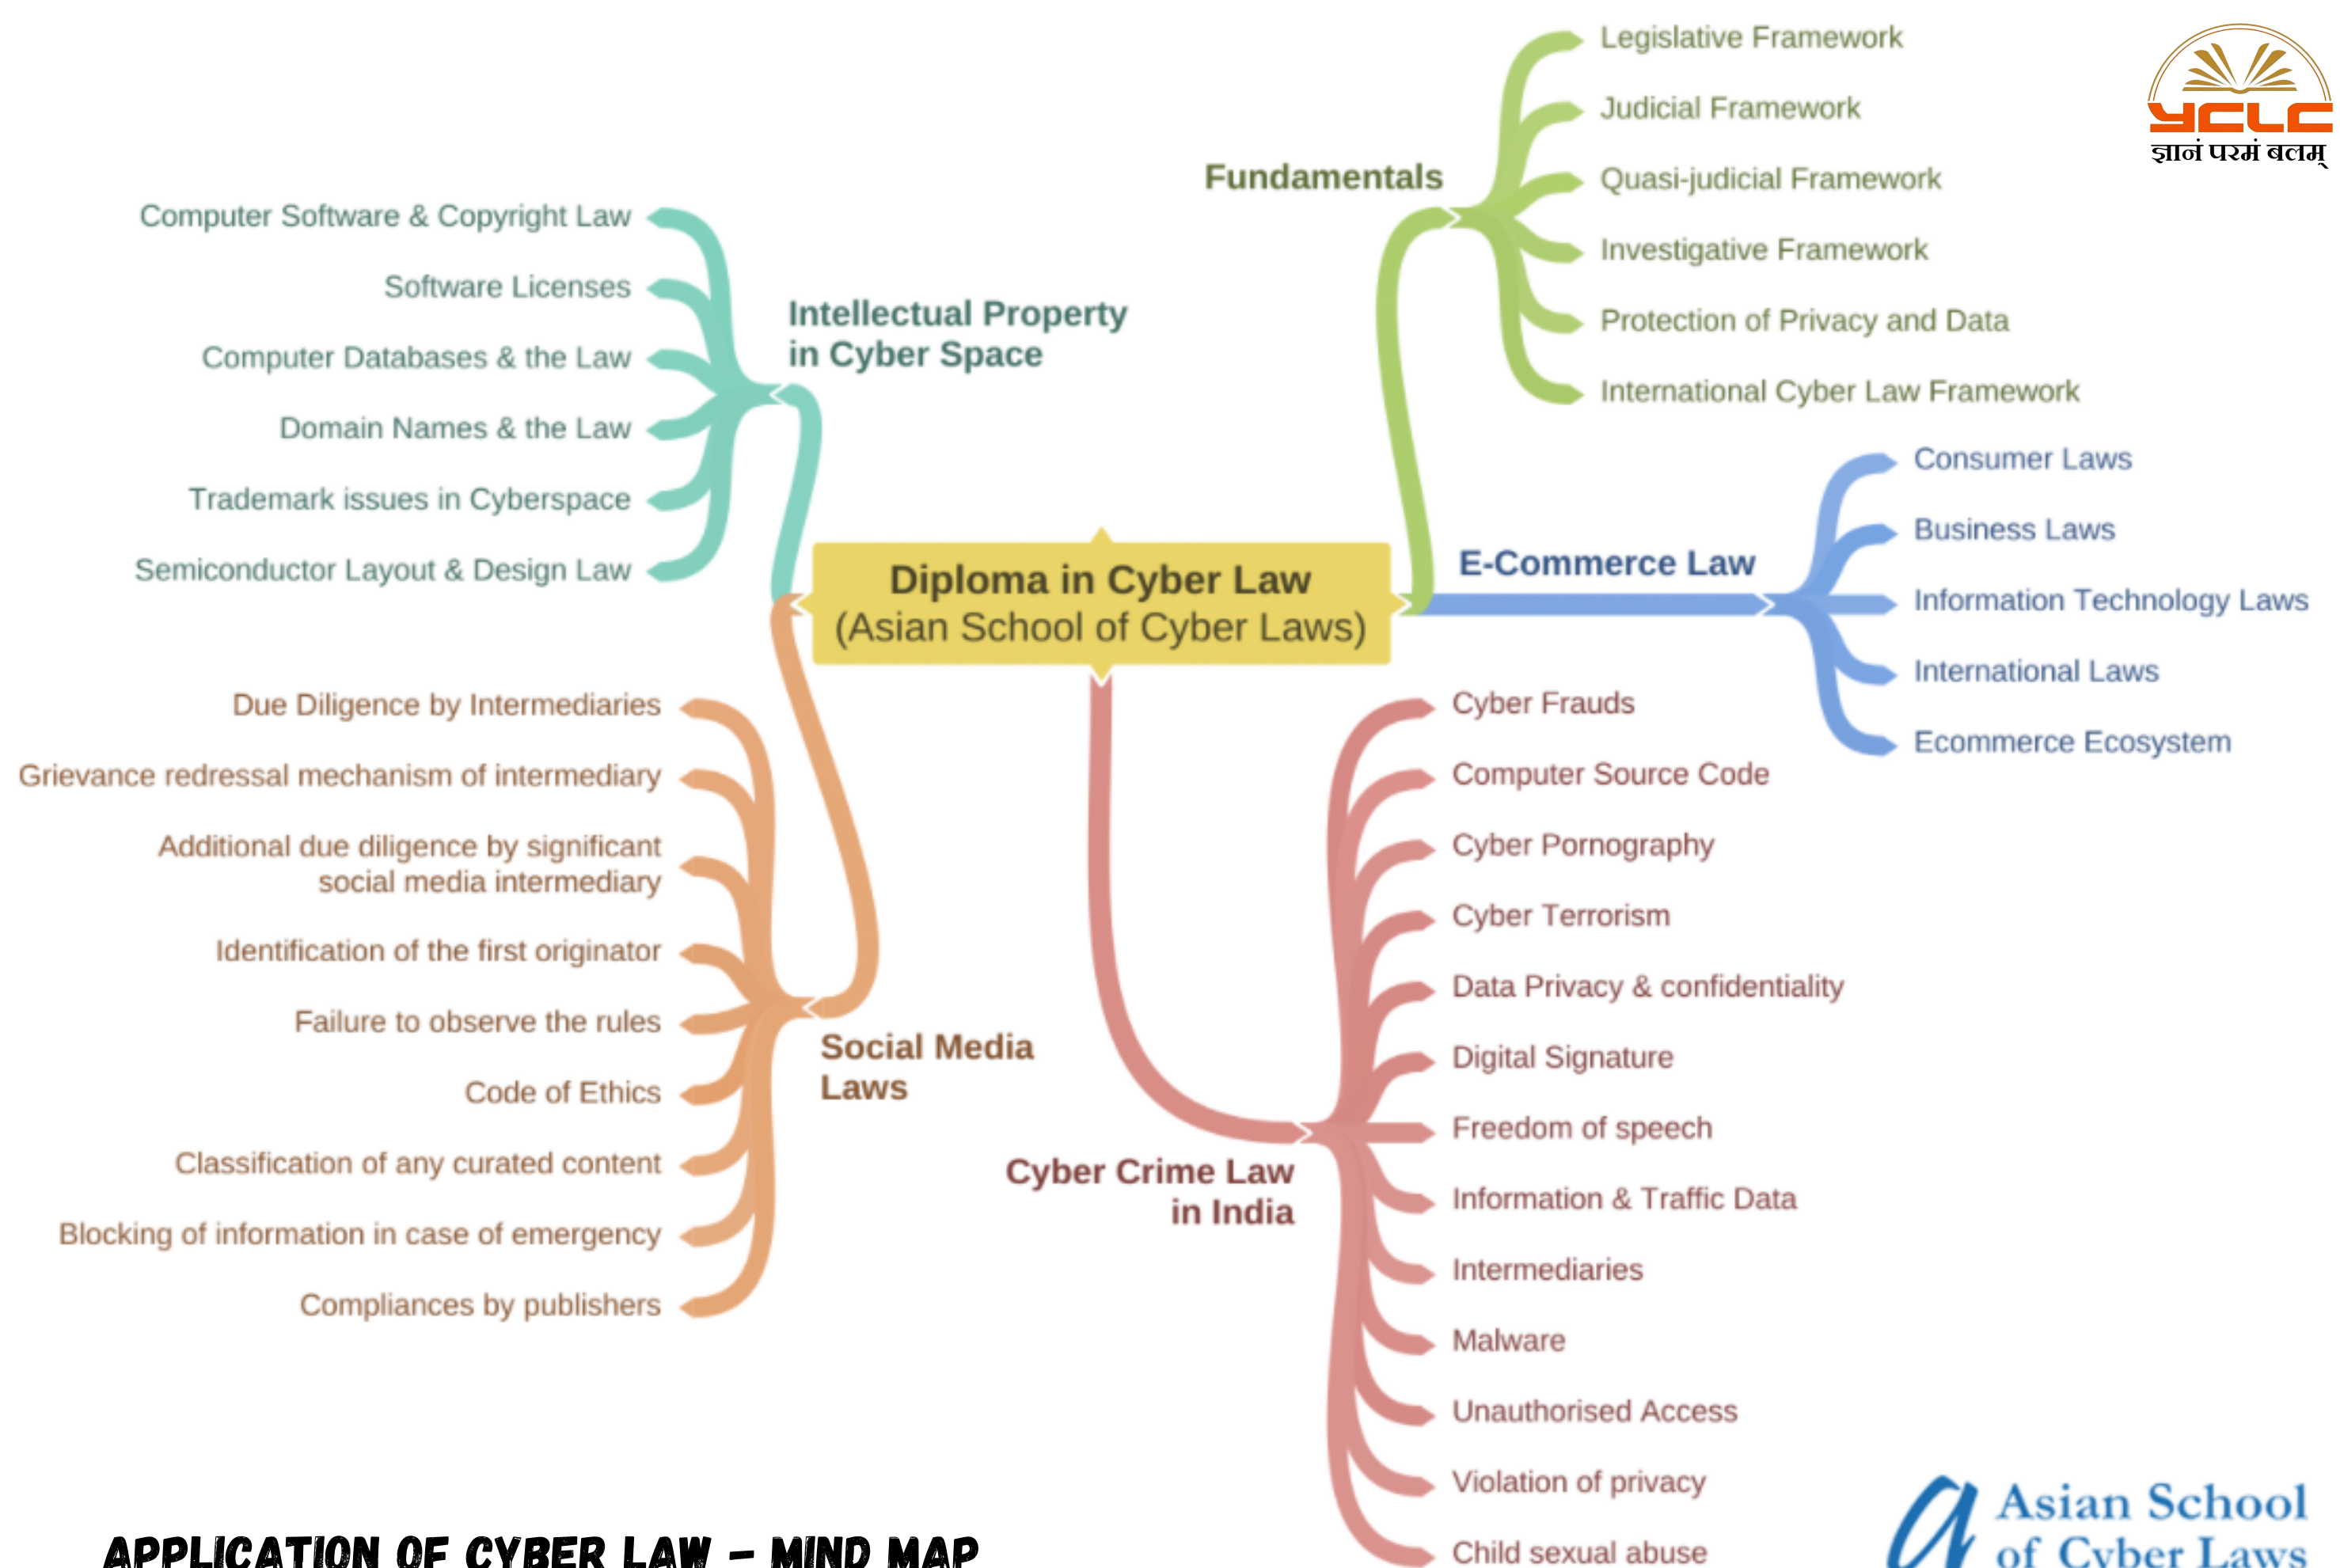 Legislative Framework
Judicial Framework
Fundamentals
Quasi-judicial Framework
Investigative Framework
Protection of Privacy and Data
International Cyber Law Framework
YCLC
ज्ञानं परमं बलम्
Computer Software & Copyright Law
Software Licenses
Intellectual Property
in Cyber Space
Computer Databases & the Law
Domain Names & the Law
Trademark issues in Cyberspace
Semiconductor Layout & Design Law
Diploma in Cyber Law
(Asian School of Cyber Laws)
E-Commerce Law
Consumer Laws
Business Laws
Information Technology Laws
International Laws
Ecommerce Ecosystem
Due Diligence by Intermediaries
Grievance redressal mechanism of intermediary
Additional due diligence by significant
social media intermediary
Identification of the first originator
Failure to observe the rules
Code of Ethics
Classification of any curated content
Blocking of information in case of emergency
Compliances by publishers
Social Media
Laws
Cyber Crime Law
in India
Cyber Frauds
Computer Source Code
Cyber Pornography
Cyber Terrorism
Data Privacy & confidentiality
Digital Signature
Freedom of speech
Information & Traffic Data
Intermediaries
Malware
Unauthorised Access
Violation of privacy
Child sexual abuse
APPLICATION OF CYBER LAW – MIND MAP
Asian School
of Cyber Laws